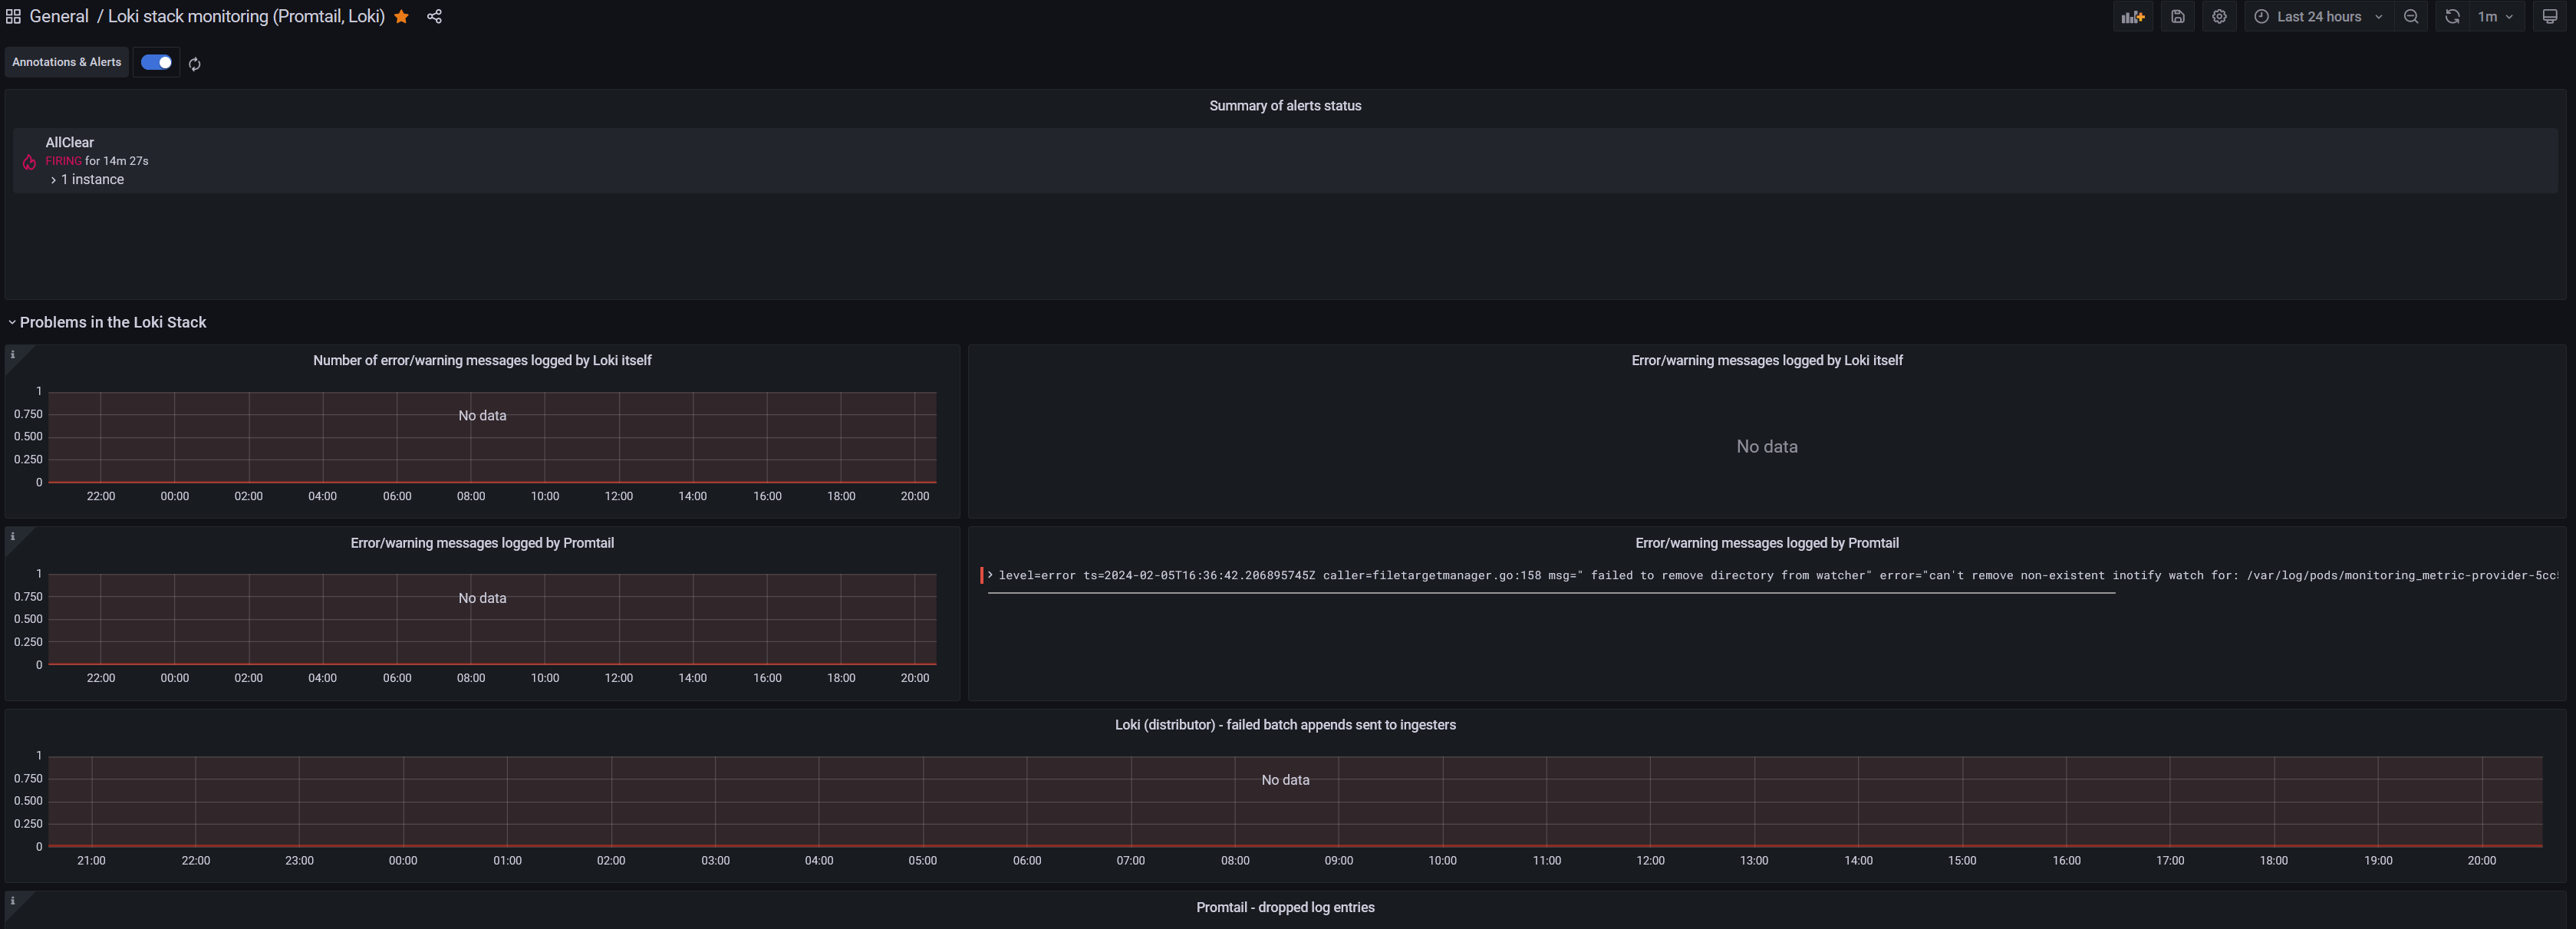 General / Loki stack monitoring (Promtail, Loki)
Last 24 hours
1m
Annotations & Alerts
Summary of alerts status
AllClear
FIRING for 14m 27s
1 instance
Problems in the Loki Stack
Number of error/warning messages logged by Loki itself
1
0.750
0.500
0.250
0
No data
22:00 00:00 02:00 04:00 06:00 08:00 10:00 12:00 14:00 16:00 18:00 20:00
Error/warning messages logged by Loki itself
No data
Error/warning messages logged by Promtail
1
0.750
0.500
0.250
0
No data
22:00 00:00 02:00 04:00 06:00 08:00 10:00 12:00 14:00 16:00 18:00 20:00
Error/warning messages logged by Promtail
level=error ts=2024-02-05T16:36:42.206895745Z caller=filetargetmanager.go:158 msg=" failed to remove directory from watcher" error="can't remove non-existent inotify watch for: /var/log/pods/monitoring_metric-provider-5cc
Loki (distributor) - failed batch appends sent to ingesters
1
0.750
0.500
0.250
0
No data
21:00 22:00 23:00 00:00 01:00 02:00 03:00 04:00 05:00 06:00 07:00 08:00 09:00 10:00 11:00 12:00 13:00 14:00 15:00 16:00 17:00 18:00 19:00 20:00
Promtail - dropped log entries